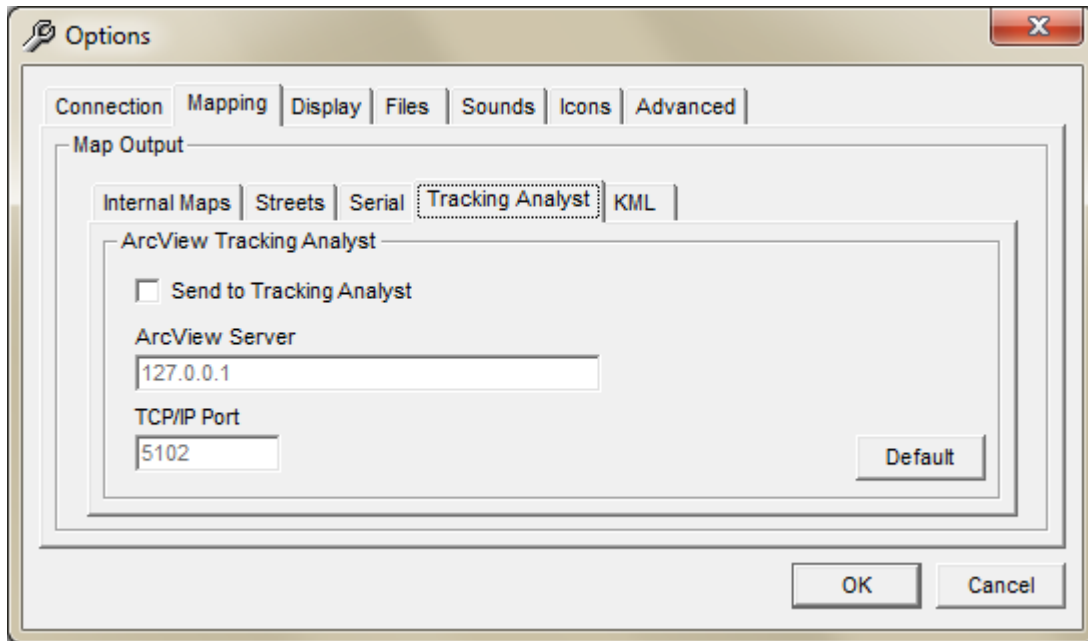 Options
Connection Mapping Display Files Sounds Icons Advanced
Map Output
Internal Maps Streets Serial Tracking Analyst KML
ArcView Tracking Analyst
Send to Tracking Analyst
ArcView Server
127.0.0.1
TCP/IP Port
5102
Default
OK Cancel